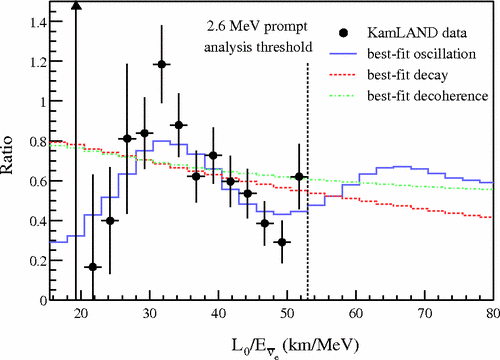 2.6 MeV prompt
analysis threshold
KamLAND data
best-fit oscillation
best-fit decay
best-fit decoherence
Ratio
1.4
1.2
1
0.8
0.6
0.4
0.2
0
20 30 40 50 60 70 80
L₀/Eν̅ₑ (km/MeV)